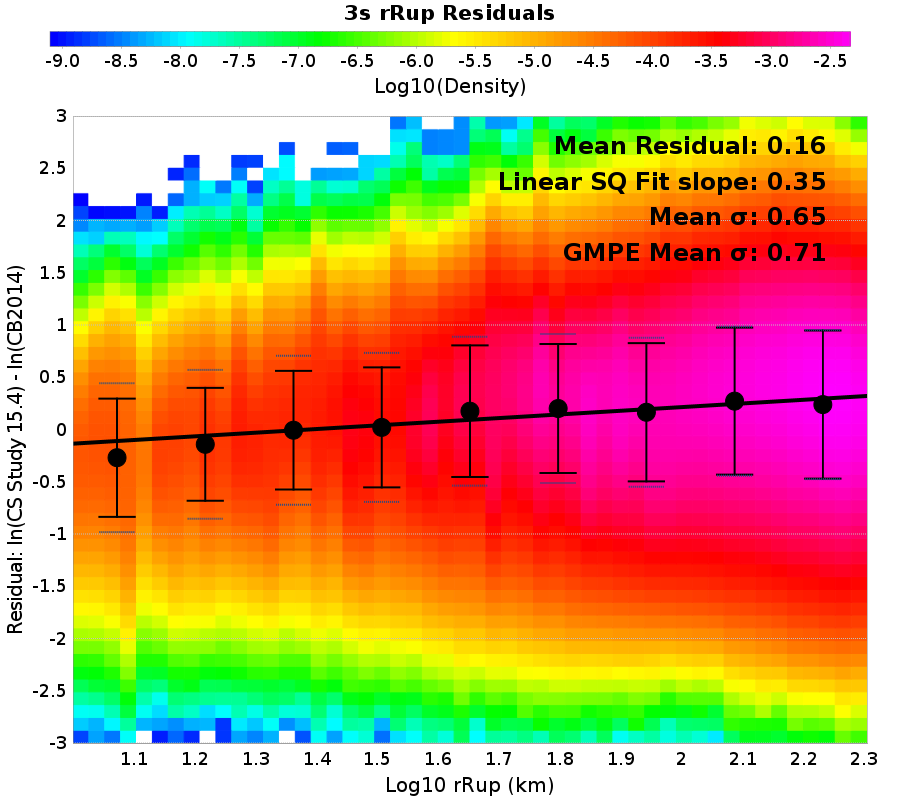 3s rRup Residuals
-9.0 -8.5 -8.0 -7.5 -7.0 -6.5 -6.0 -5.5 -5.0 -4.5 -4.0 -3.5 -3.0 -2.5
Log10(Density)
Mean Residual: 0.16
Linear SQ Fit slope: 0.35
Mean σ: 0.65
GMPE Mean σ: 0.71
Residual: ln(CS Study 15.4) - ln(CB2014)
3
2.5
2
1.5
1
0.5
0
-0.5
-1
-1.5
-2
-2.5
-3
1.1 1.2 1.3 1.4 1.5 1.6 1.7 1.8 1.9 2 2.1 2.2 2.3
Log10 rRup (km)